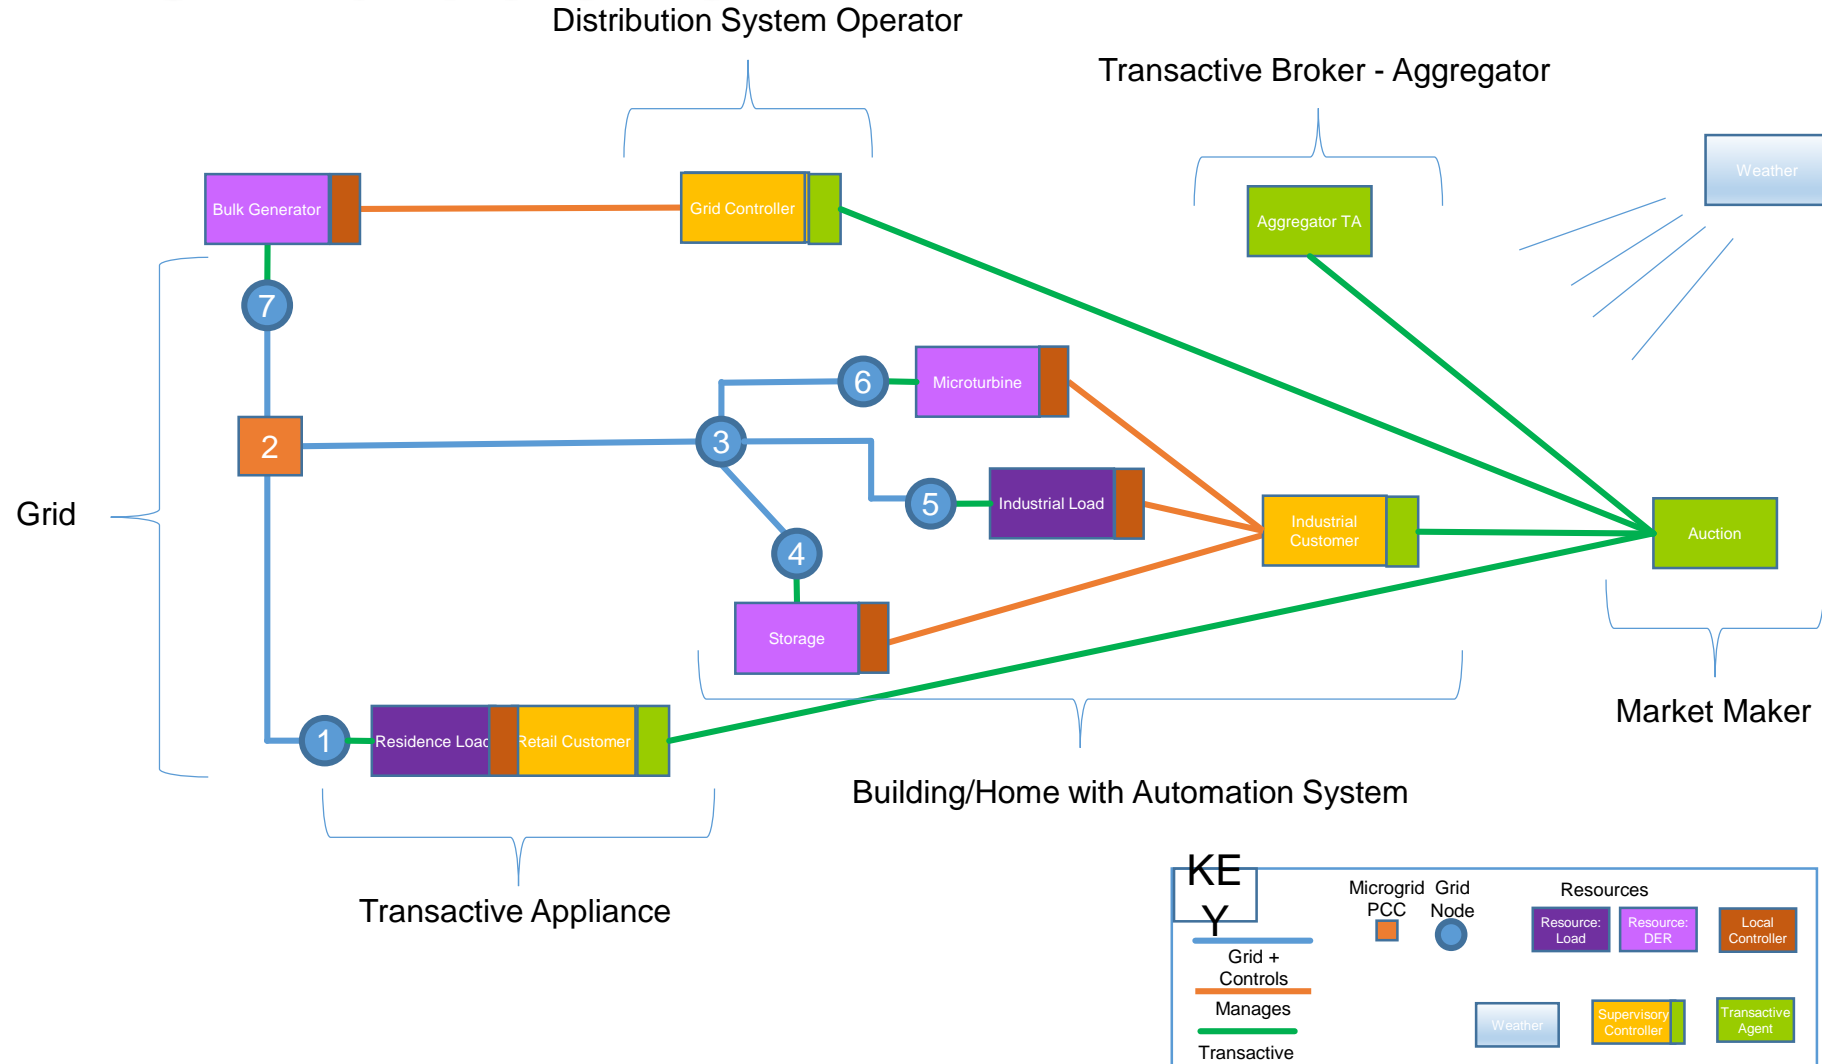 Distribution System Operator
Transactive Broker - Aggregator
Weather
Bulk Generator
Grid Controller
Aggregator TA
7
6
Microturbine
2
3
Grid
5
Industrial Load
Industrial
Customer
Auction
4
Storage
Market Maker
1
Residence Load
Retail Customer
Building/Home with Automation System
Transactive Appliance
KE
Y
Microgrid
PCC
Grid
Node
Resources
Resource:
Load
Resource:
DER
Local
Controller
Grid +
Controls
Manages
Transactive
Weather
Supervisory
Controller
Transactive
Agent